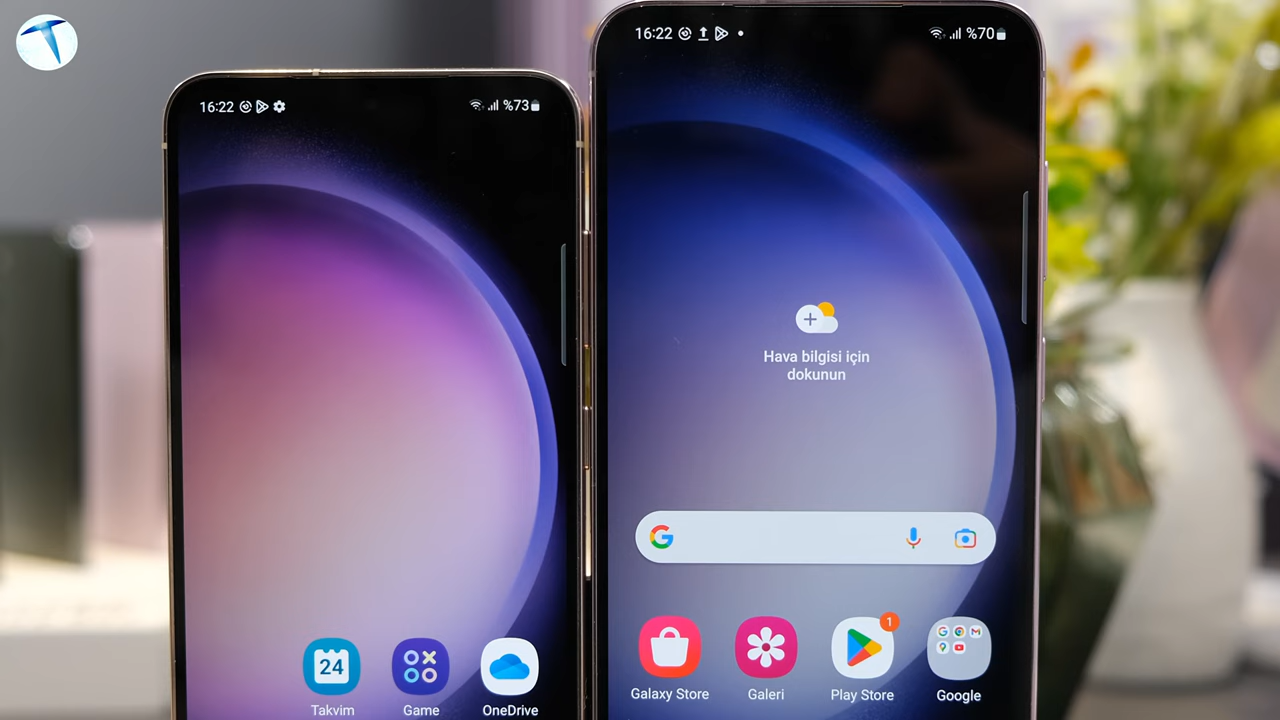 16:22
%73
24
Takvim
Game
OneDrive
16:22
%70
Hava bilgisi için
dokunun
G
1
Galaxy Store
Galeri
Play Store
Google